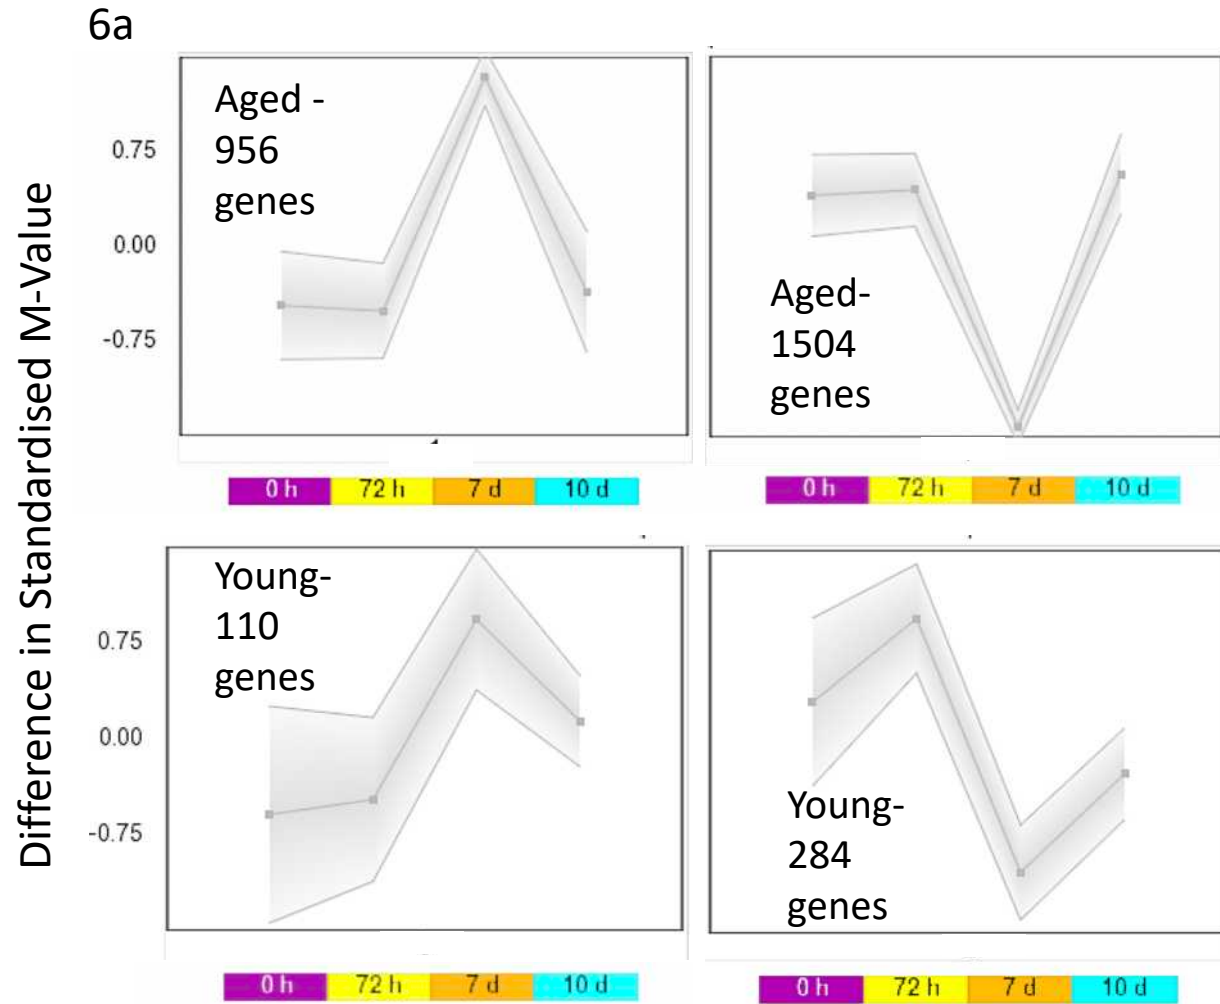 6a
Difference in Standardised M-Value
0.75
0.00
-0.75
Aged -
956
genes
0 h 72 h 7 d 10 d
Aged-
1504
genes
0 h 72 h 7 d 10 d
0.75
0.00
-0.75
Young-
110
genes
0 h 72 h 7 d 10 d
Young-
284
genes
0 h 72 h 7 d 10 d